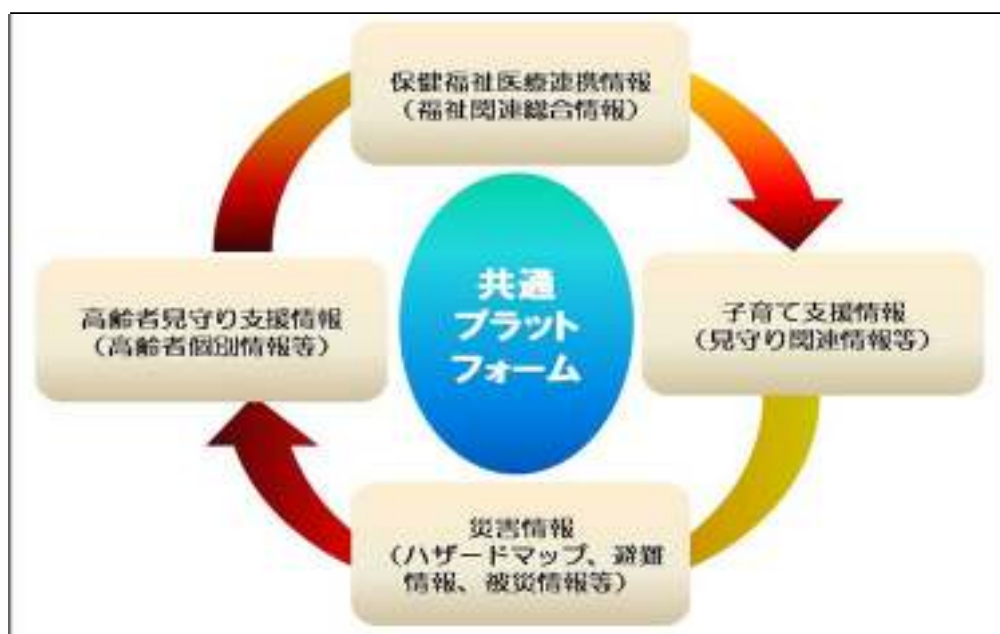 保健福祉医療連携情報
（福祉関連総合情報）
高齢者見守り支援情報
（高齢者個別情報等）
共通
プラット
フォーム
子育て支援情報
（見守り関連情報等）
災害情報
（ハザードマップ、避難
情報、被災情報等）